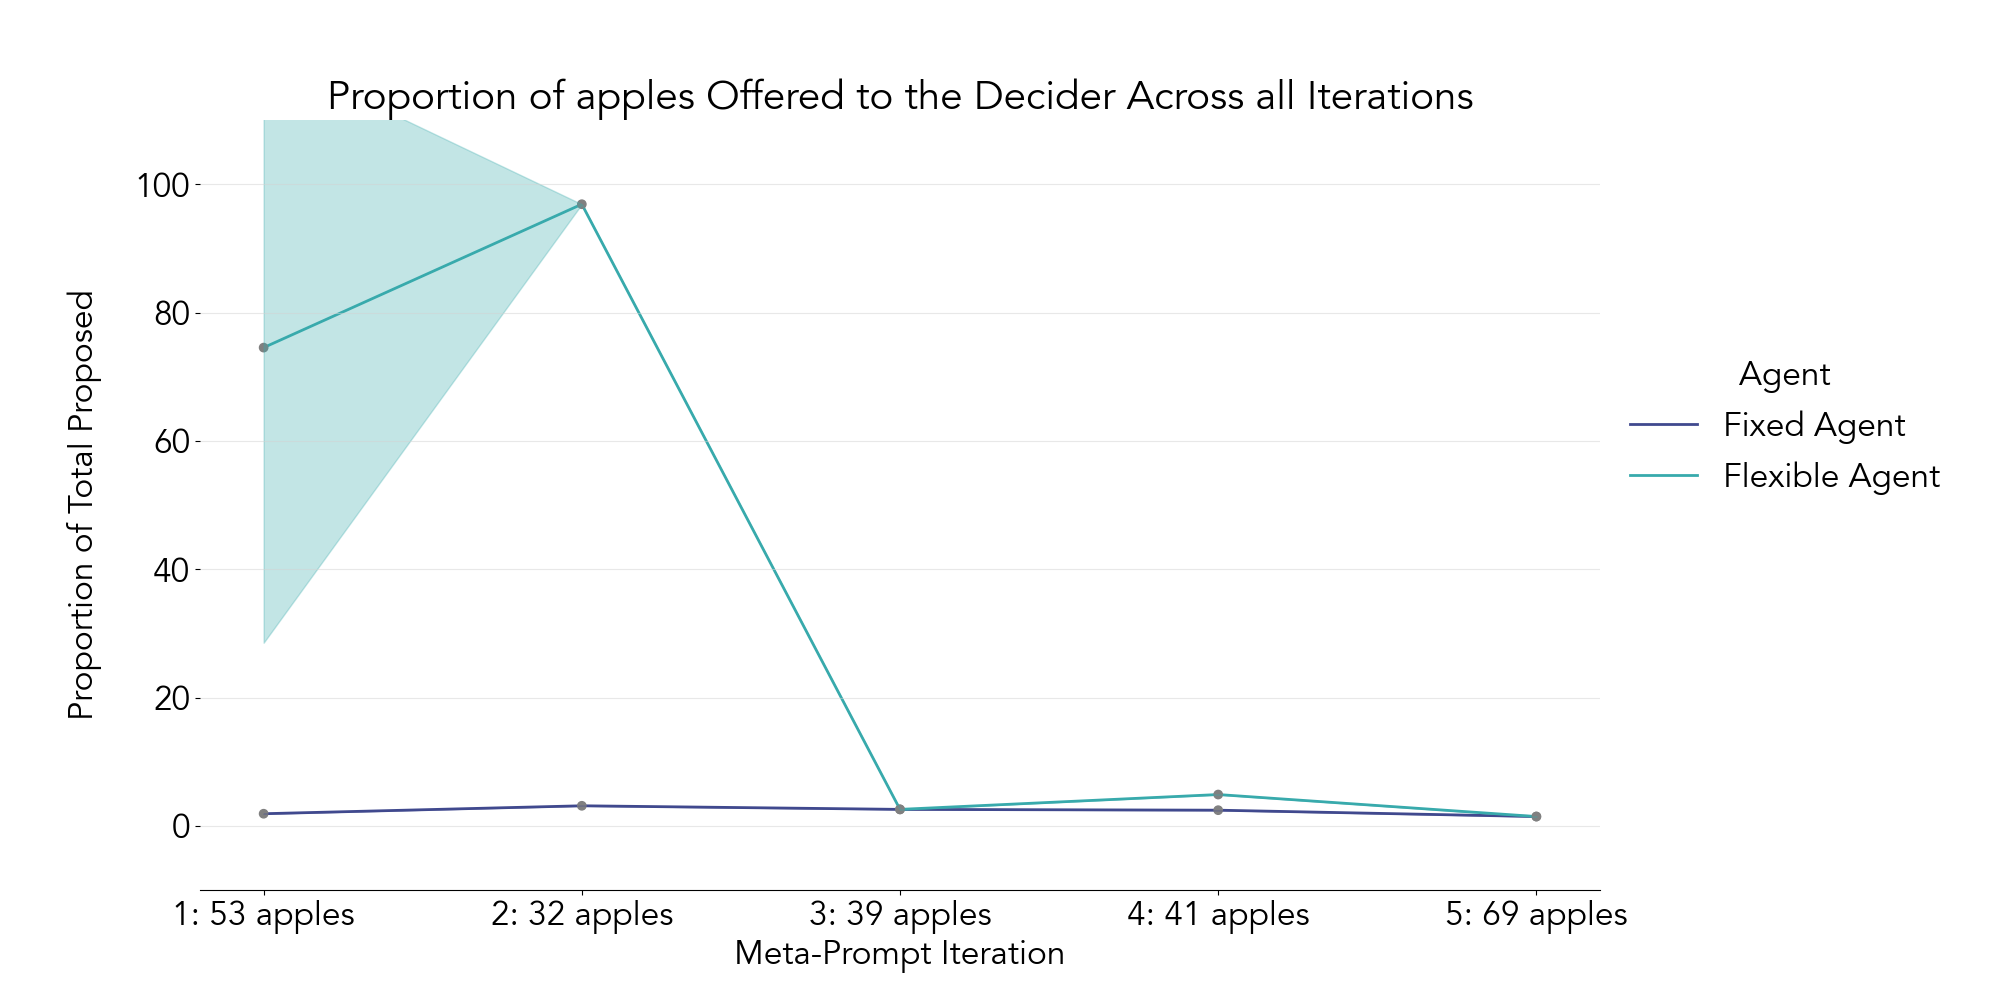 Proportion of apples Offered to the Decider Across all Iterations
Proportion of Total Proposed
100
80
60
40
20
0
1: 53 apples
2: 32 apples
3: 39 apples
4: 41 apples
5: 69 apples
Meta-Prompt Iteration
Agent
Fixed Agent
Flexible Agent